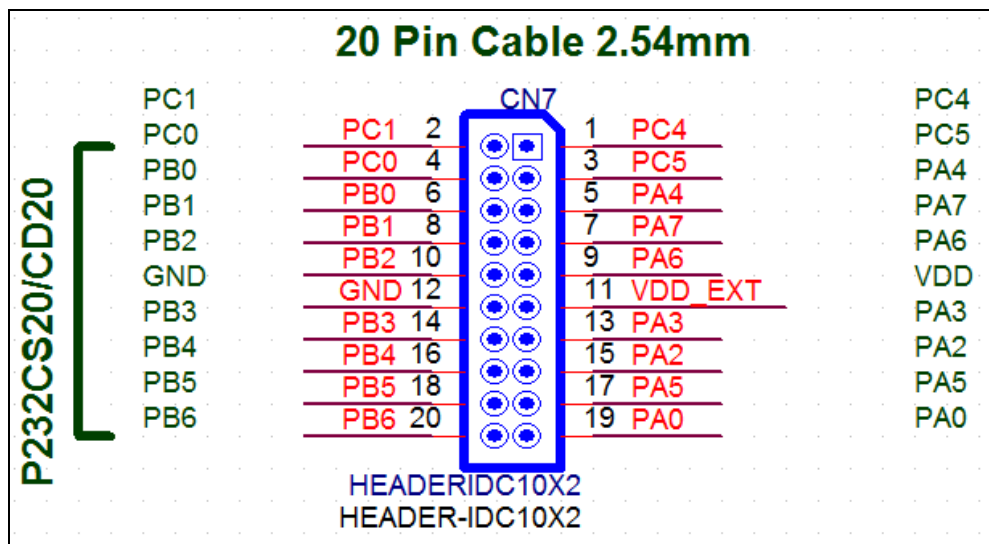 20 Pin Cable 2.54mm
CN7
PC1 PC4
PC0 PC1 2 1 PC4 PC5
PB0 PC0 4 3 PC5 PA4
PB1 PB0 6 5 PA4 PA7
PB2 PB1 8 7 PA7 PA6
GND PB2 10 9 PA6 VDD
PB3 GND 12 11 VDD_EXT PA3
PB4 PB3 14 13 PA3 PA2
PB5 PB4 16 15 PA2 PA5
PB6 PB5 18 17 PA5 PA0
PB6 20 19 PA0
P232CS20/CD20
HEADERIDC10X2
HEADER-IDC10X2